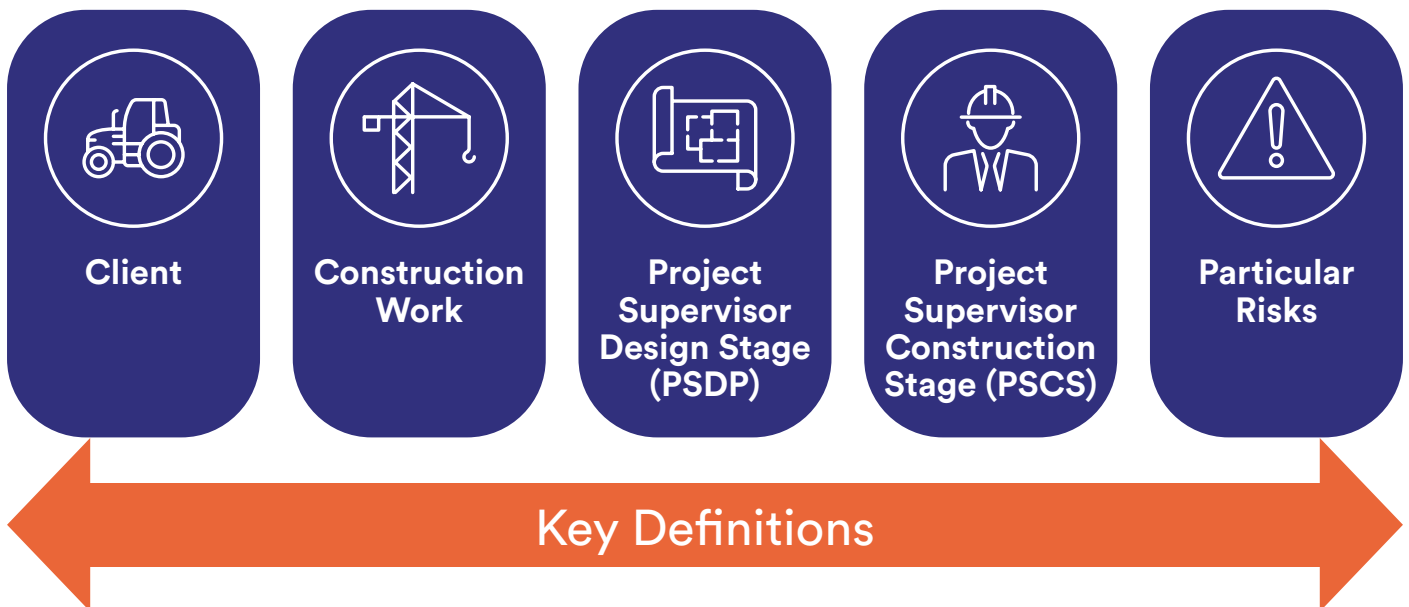 Client
Construction
Work
Project
Supervisor
Design Stage
(PSDP)
Project
Supervisor
Construction
Stage (PSCS)
Particular
Risks
Key Definitions